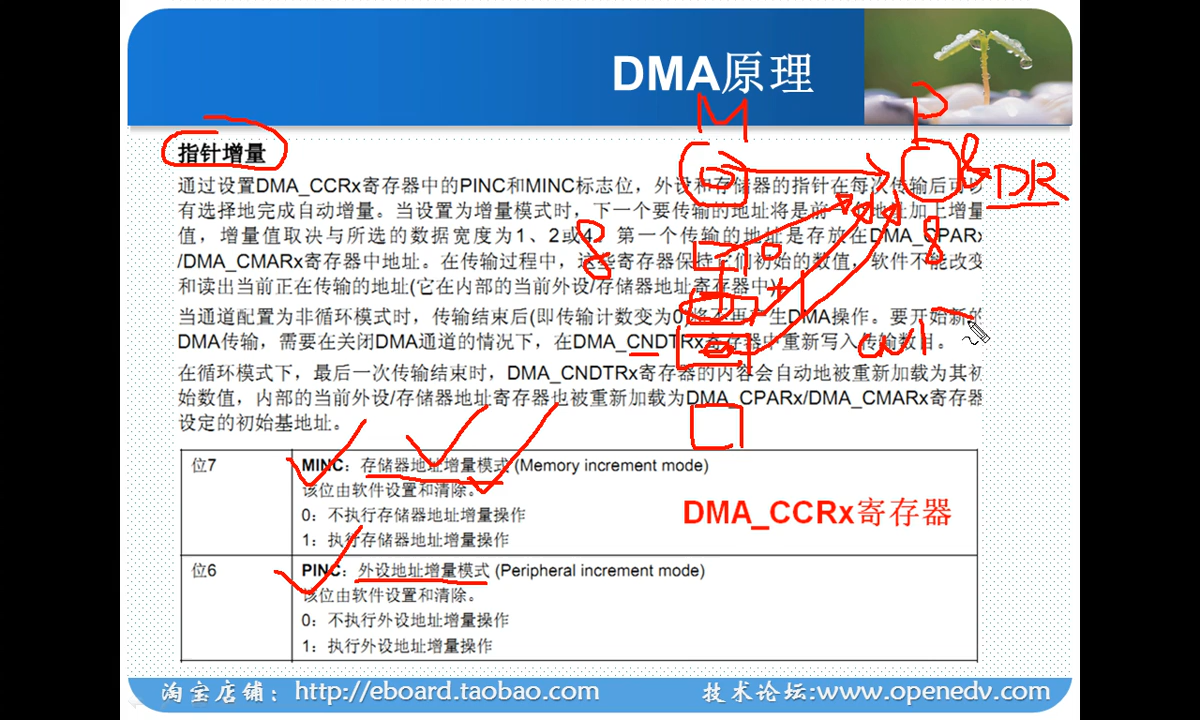 DMA原理
M
P
指针增量
8
DR
通过设置DMA_CCRx寄存器中的PINC和MINC标志位，外设和存储器的指针在每次传输后可以
有选择地完成自动增量。当设置为增量模式时，下一个要传输的地址将是前一个地址加上增量
值，增量值取决与所选的数据宽度为1、2或4。第一个传输的地址是存放在DMA_CPARx
/DMA_CMARx寄存器中地址。在传输过程中，这些寄存器保持它们初始的数值，软件不能改变
和读出当前正在传输的地址(它在内部的当前外设/存储器地址寄存器中)。
8
8
0
+1
当通道配置为非循环模式时，传输结束后(即传输计数变为0)将不再产生DMA操作。要开始新的
DMA传输，需要在关闭DMA通道的情况下，在DMA_CNDTRx寄存器中重新写入传输数目。
在循环模式下，最后一次传输结束时，DMA_CNDTRx寄存器的内容会自动地被重新加载为其初
始数值，内部的当前外设/存储器地址寄存器也被重新加载为DMA_CPARx/DMA_CMARx寄存器
设定的初始基地址。
位7
MINC：存储器地址增量模式 (Memory increment mode)
该位由软件设置和清除。
0：不执行存储器地址增量操作
1：执行存储器地址增量操作
DMA_CCRx寄存器
位6
PINC：外设地址增量模式 (Peripheral increment mode)
该位由软件设置和清除。
0：不执行外设地址增量操作
1：执行外设地址增量操作
淘宝店铺：http://eboard.taobao.com
技术论坛:www.openedv.com